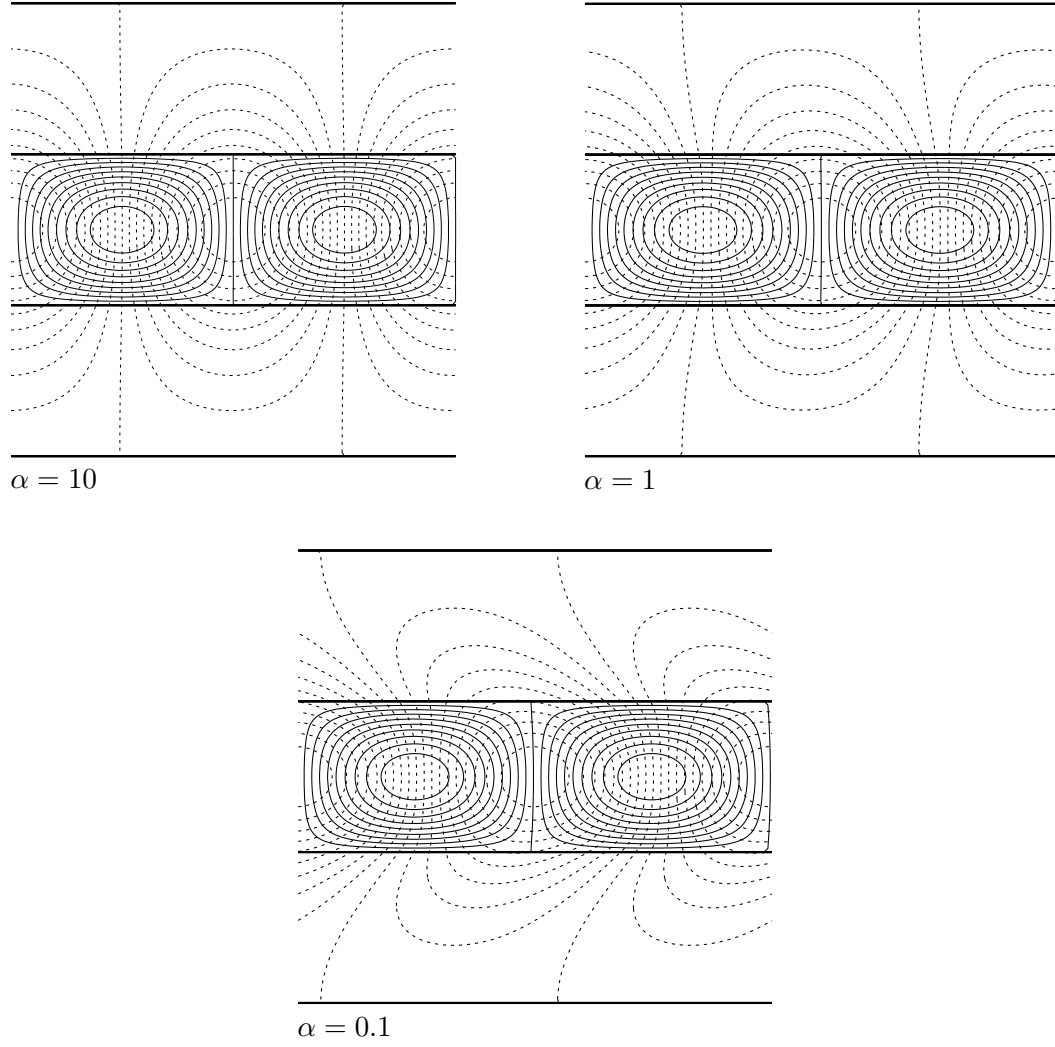 α = 10
α = 1
α = 0.1